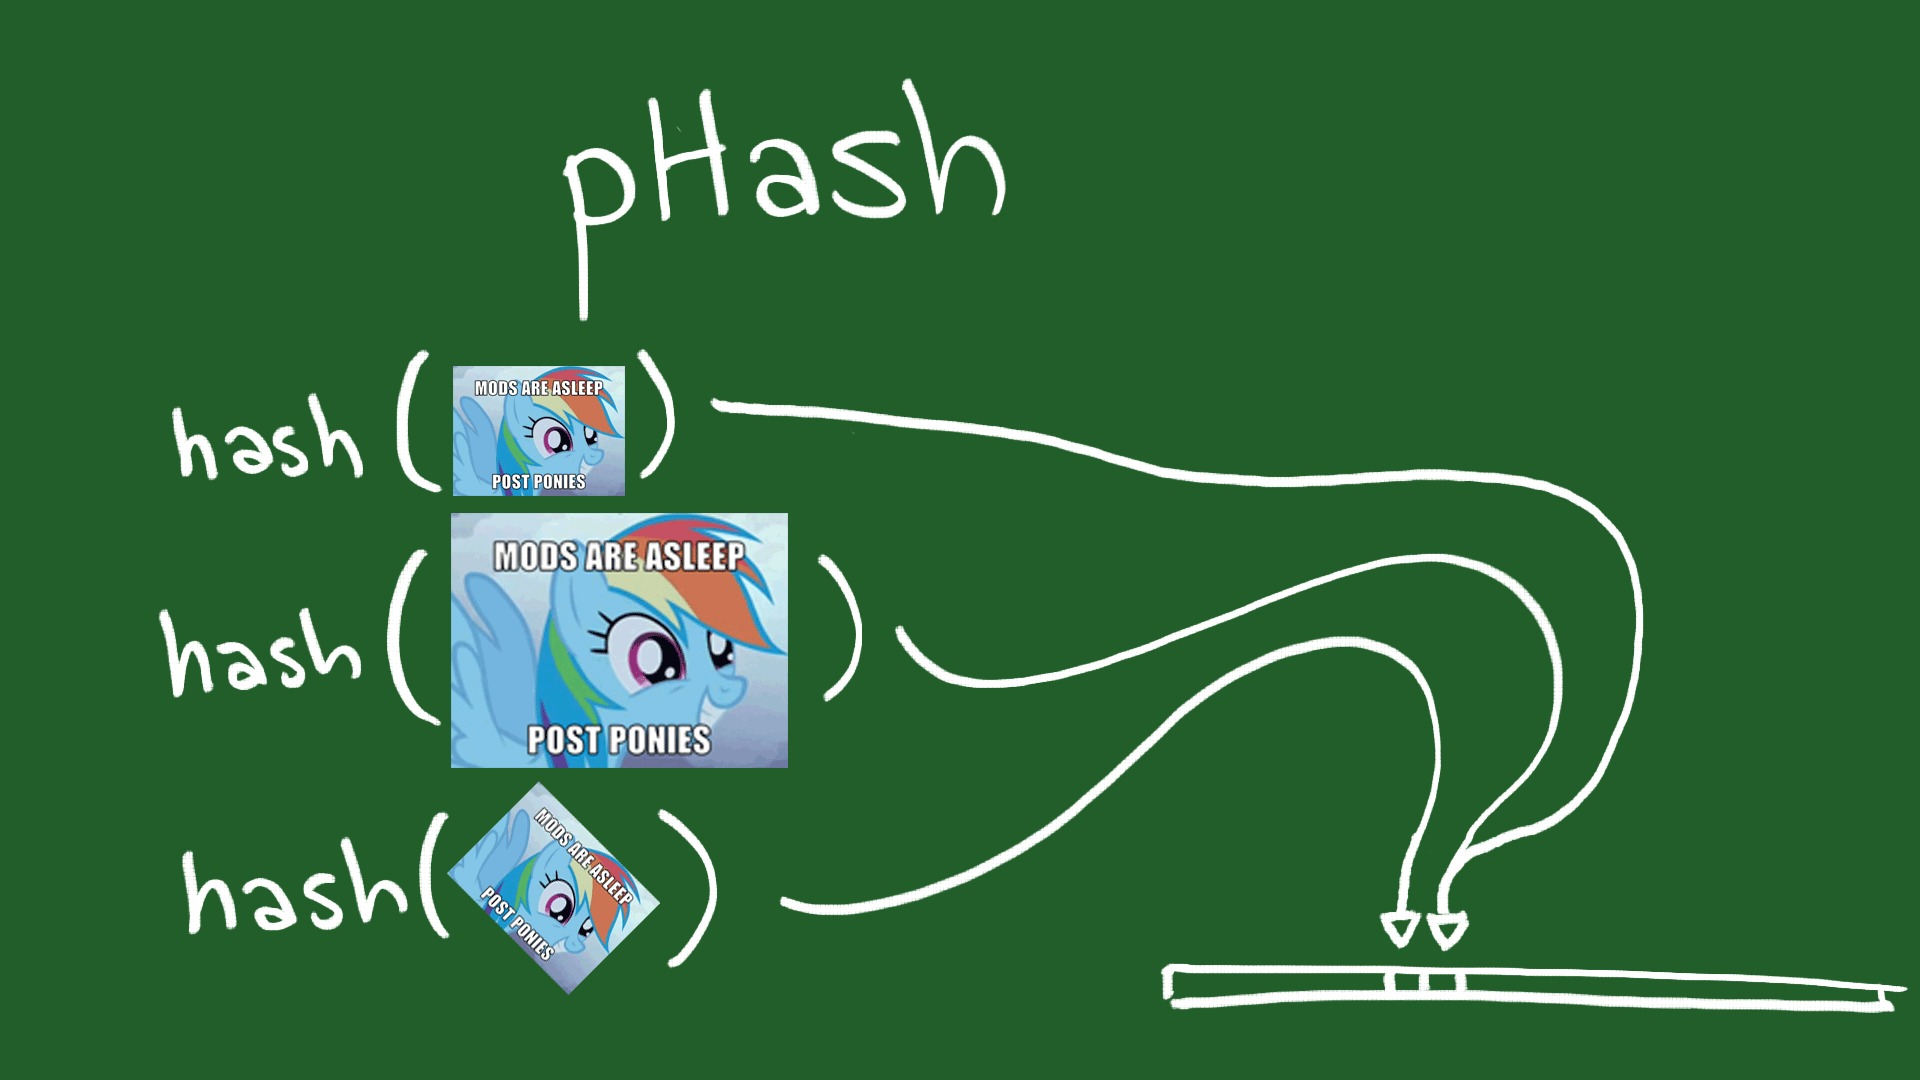 pHash
hash(
MODS ARE ASLEEP
POST PONIES
)
hash(
MODS ARE ASLEEP
POST PONIES
)
hash(
MODS ARE ASLEEP
POST PONIES
)